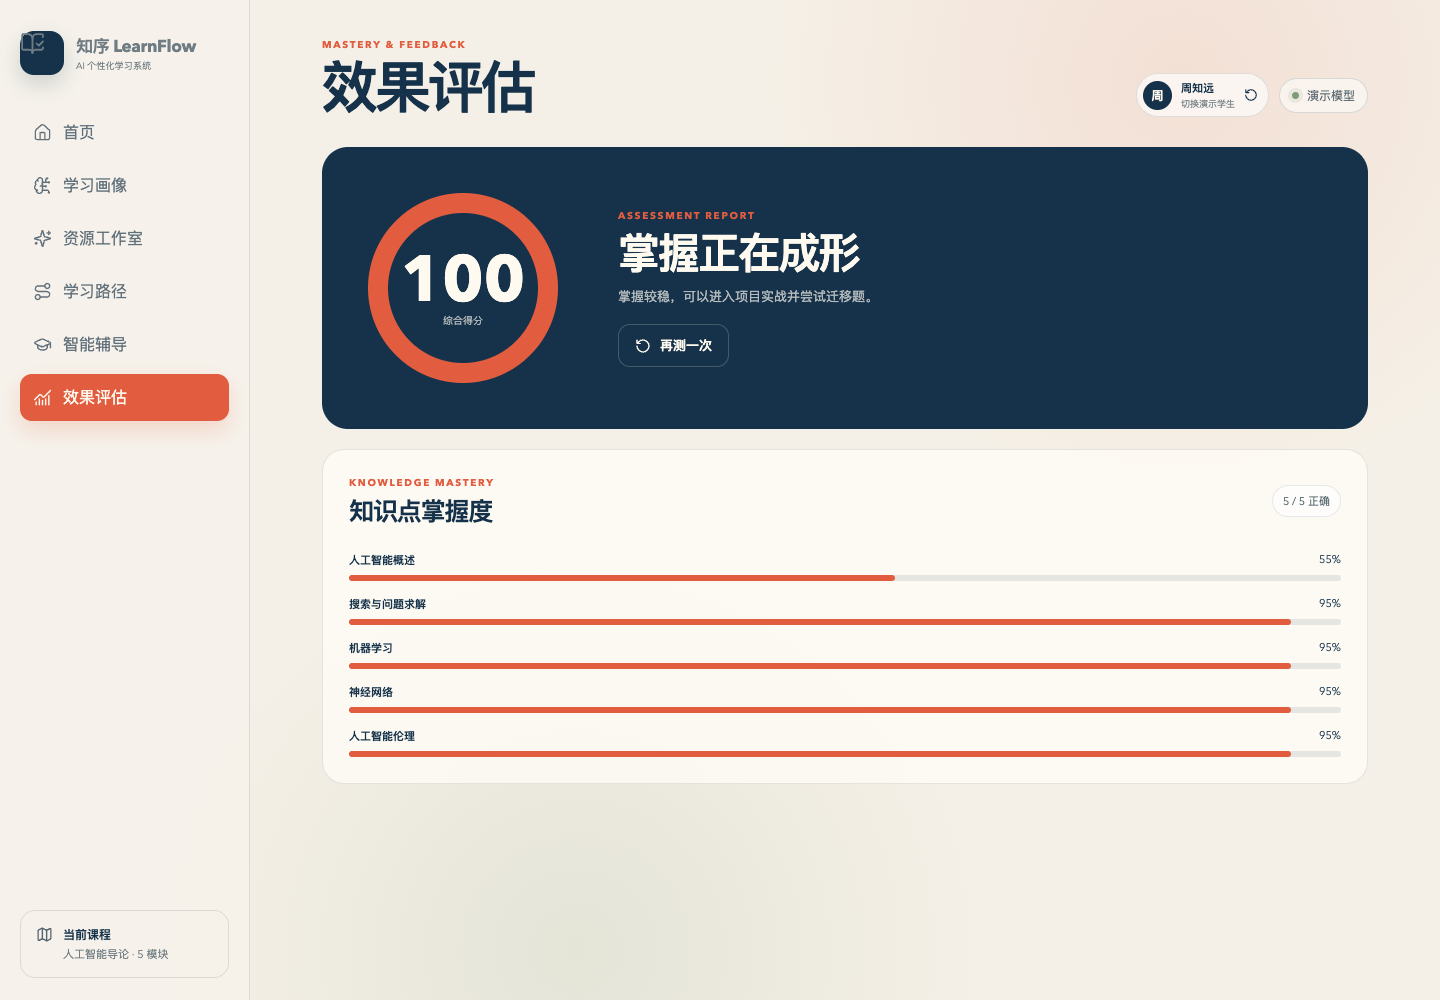 知序 LearnFlow
AI 个性化学习系统
首页
学习画像
资源工作室
学习路径
智能辅导
效果评估
当前课程
人工智能导论 · 5 模块
MASTERY & FEEDBACK
效果评估
周
周知远
切换演示学生
演示模型
100
综合得分
ASSESSMENT REPORT
掌握正在成形
掌握较稳，可以进入项目实战并尝试迁移题。
再测一次
KNOWLEDGE MASTERY
知识点掌握度
5 / 5 正确
人工智能概述 55%
搜索与问题求解 95%
机器学习 95%
神经网络 95%
人工智能伦理 95%